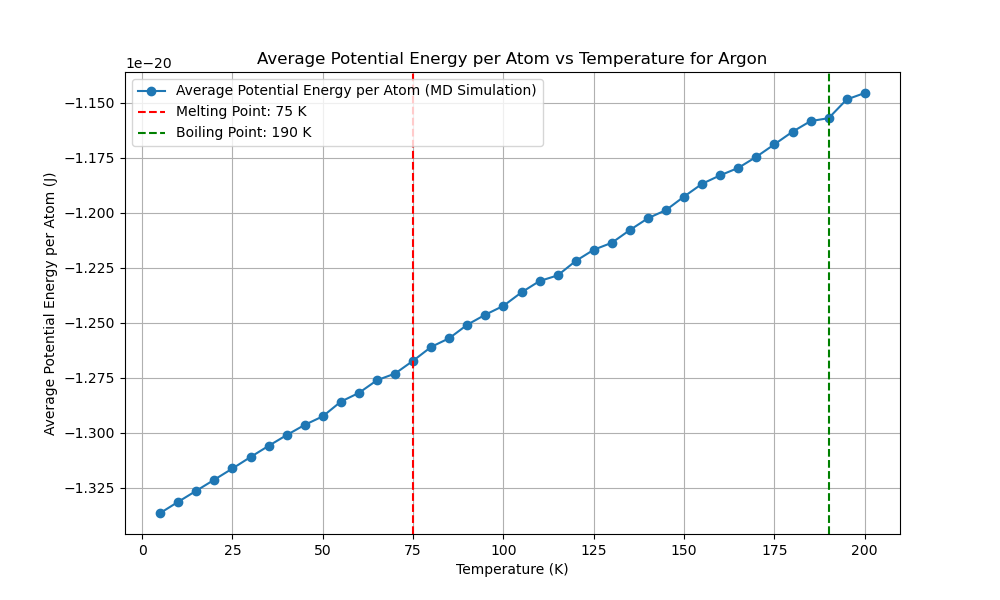 Average Potential Energy per Atom vs Temperature for Argon
1e−20
Average Potential Energy per Atom (MD Simulation)
Melting Point: 75 K
Boiling Point: 190 K
−1.150
−1.175
−1.200
−1.225
−1.250
−1.275
−1.300
−1.325
Average Potential Energy per Atom (J)
0 25 50 75 100 125 150 175 200
Temperature (K)